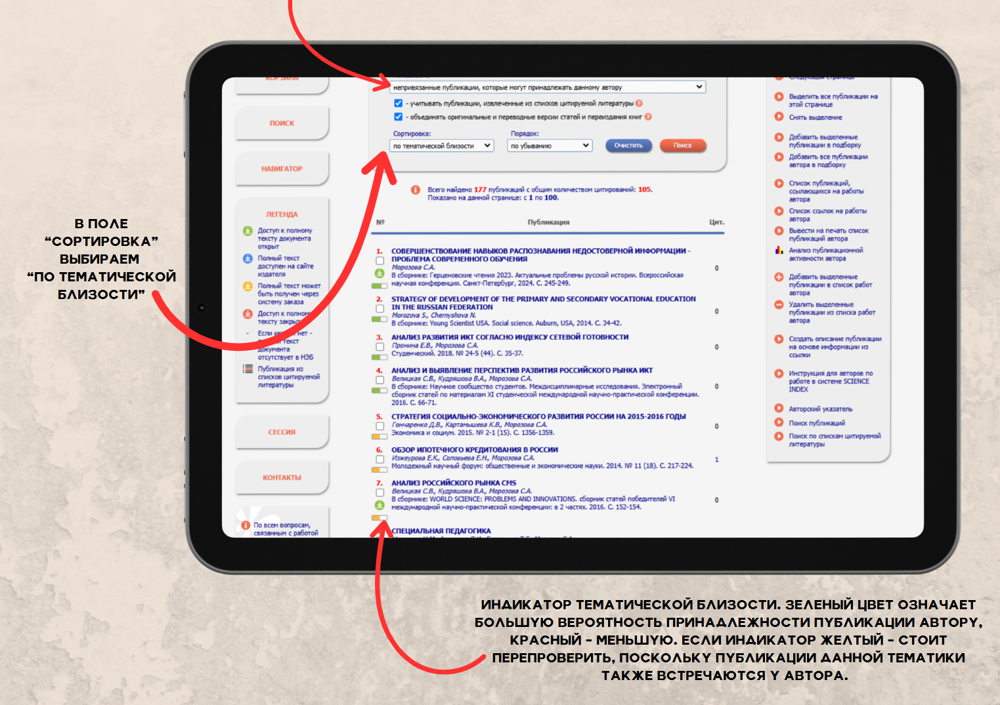 КОРЗИНА
ПОИСК
НАВИГАТОР
ЛЕГЕНДА
Доступ к полному
тексту документа
открыт
Полный текст
доступен на сайте
издателя
Полный текст может
быть получен через
систему заказа
Доступ к полному
тексту закрыт
- Если иконки нет -
текст
документа
отсутствует в НЭБ
Публикация из
списков цитируемой
литературы
СЕССИЯ
КОНТАКТЫ
По всем вопросам,
связанным с работой
В ПОЛЕ
“СОРТИРОВКА”
ВЫБИРАЕМ
“ПО ТЕМАТИЧЕСКОЙ
БЛИЗОСТИ”
непривязанные публикации, которые могут принадлежать данному автору
- учитывать публикации, извлеченные из списков цитируемой литературы
- объединять оригинальные и переводные версии статей и переиздания книг
Сортировка: Порядок:
по тематической близости по убыванию Очистить Поиск
Всего найдено 177 публикаций с общим количеством цитирований: 105.
Показано на данной странице: с 1 по 100.
№ Публикация Цит.
1. СОВЕРШЕНСТВОВАНИЕ НАВЫКОВ РАСПОЗНАВАНИЯ НЕДОСТОВЕРНОЙ ИНФОРМАЦИИ -
ПРОБЛЕМА СОВРЕМЕННОГО ОБУЧЕНИЯ
Морозова С.А. 0
В сборнике: Герценовские чтения 2023. Актуальные проблемы русской истории. Всероссийская
научная конференция. Санкт-Петербург, 2024. С. 245-249.
2. STRATEGY OF DEVELOPMENT OF THE PRIMARY AND SECONDARY VOCATIONAL EDUCATION
IN THE RUSSIAN FEDERATION
Morozova S., Chernyshova N. 0
В сборнике: Young Scientist USA. Social science. Auburn, USA, 2014. С. 34-42.
3. АНАЛИЗ РАЗВИТИЯ ИКТ СОГЛАСНО ИНДЕКСУ СЕТЕВОЙ ГОТОВНОСТИ
Пронина Е.В., Морозова С.А. 0
Студенческий. 2018. № 24-5 (44). С. 35-37.
4. АНАЛИЗ И ВЫЯВЛЕНИЕ ПЕРСПЕКТИВ РАЗВИТИЯ РОССИЙСКОГО РЫНКА ИКТ
Велицкая С.В., Кудряшова В.А., Морозова С.А.
В сборнике: Научное сообщество студентов. Междисциплинарные исследования. Электронный 0
сборник статей по материалам XI студенческой международной научно-практической конференции.
2016. С. 66-71.
5. СТРАТЕГИЯ СОЦИАЛЬНО-ЭКОНОМИЧЕСКОГО РАЗВИТИЯ РОССИИ НА 2015-2016 ГОДЫ
Гончаренко Д.В., Картамышева К.В., Морозова С.А. 0
Экономика и социум. 2015. № 2-1 (15). С. 1356-1359.
6. ОБЗОР ИПОТЕЧНОГО КРЕДИТОВАНИЯ В РОССИИ
Изжеурова Е.К., Соловьева Е.Н., Морозова С.А. 1
Молодежный научный форум: общественные и экономические науки. 2014. № 11 (18). С. 217-224.
7. АНАЛИЗ РОССИЙСКОГО РЫНКА CMS
Велицкая С.В., Кудряшова В.А., Морозова С.А.
В сборнике: WORLD SCIENCE: PROBLEMS AND INNOVATIONS. сборник статей победителей VI 0
международной научно-практической конференции: в 2 частях. 2016. С. 152-154.
СПЕЦИАЛЬНАЯ ПЕДАГОГИКА
Следующая страница
Выделить все публикации на
этой странице
Снять выделение
Добавить выделенные
публикации в подборку
Добавить все публикации
автора в подборку
Список публикаций,
ссылающихся на работы
автора
Список ссылок на работы
автора
Вывести на печать список
публикаций автора
Анализ публикационной
активности автора
Добавить выделенные
публикации в список работ
автора
Удалить выделенные
публикации из списка работ
автора
Создать описание публикации
на основе информации из
ссылки
Инструкция для авторов по
работе в системе SCIENCE
INDEX
Авторский указатель
Поиск публикаций
Поиск по спискам цитируемой
литературы
ИНДИКАТОР ТЕМАТИЧЕСКОЙ БЛИЗОСТИ. ЗЕЛЕНЫЙ ЦВЕТ ОЗНАЧАЕТ
БОЛЬШУЮ ВЕРОЯТНОСТЬ ПРИНАДЛЕЖНОСТИ ПУБЛИКАЦИИ АВТОРУ,
КРАСНЫЙ - МЕНЬШУЮ. ЕСЛИ ИНДИКАТОР ЖЕЛТЫЙ - СТОИТ
ПЕРЕПРОВЕРИТЬ, ПОСКОЛЬКУ ПУБЛИКАЦИИ ДАННОЙ ТЕМАТИКИ
ТАКЖЕ ВСТРЕЧАЮТСЯ У АВТОРА.